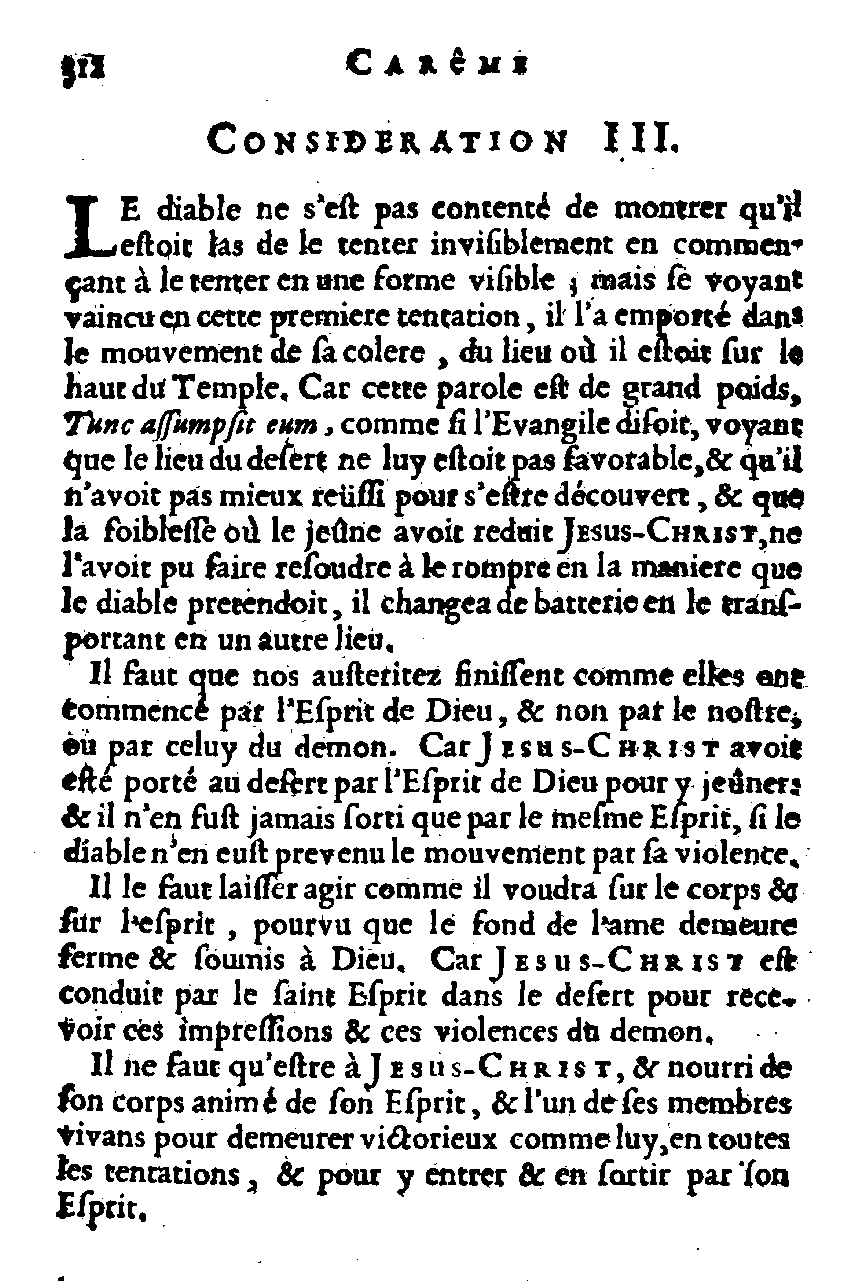 312 CARêME
CONSIDERATION III.
LE diable ne s'eſt pas contenté de montrer qu'il
eſtoit las de le tenter inviſiblement en commen-
çant à le tenter en une forme viſible ; mais ſe voyant
vaincu en cette premiere tentation, il l'a emporté dans
le mouvement de ſa colere , du lieu où il eſtoit ſur le
haut du Temple. Car cette parole eſt de grand poids,
Tunc aſſumpſit eum, comme ſi l'Evangile diſoit, voyant
que le lieu du deſert ne luy eſtoit pas favorable,& qu'il
n'avoit pas mieux reüſſi pour s'eſtre découvert , & que
la foibleſſe où le jeûne avoit reduit JESUS-CHRIST,ne
l'avoit pu faire reſoudre à le rompre en la maniere que
le diable pretendoit, il changea de batterie en le tranſ-
portant en un autre lieu.
Il faut que nos auſteritez finiſſent comme elles ont
commencé par l'Eſprit de Dieu, & non par le noſtre,
où par celuy du demon. Car JESUS-CHRIST avoit
eſté porté au deſert par l'Eſprit de Dieu pour y jeûner;
& il n'en fuſt jamais ſorti que par le meſme Eſprit, ſi le
diable n'en euſt prevenu le mouvement par ſa violence.
Il le faut laiſſer agir comme il voudra ſur le corps &
ſur l'eſprit , pourvu que le fond de l'ame demeure
ferme & ſoumis à Dieu. Car JESUS-CHRIST eſt
conduit par le ſaint Eſprit dans le deſert pour rece-
voir ces impreſſions & ces violences du demon.
Il ne faut qu'eſtre à JESUS-CHRIST, & nourri de
ſon corps animé de ſon Eſprit, & l'un de ſes membres
vivans pour demeurer victorieux comme luy,en toutes
les tentations , & pour y entrer & en ſortir par ſon
Eſprit.